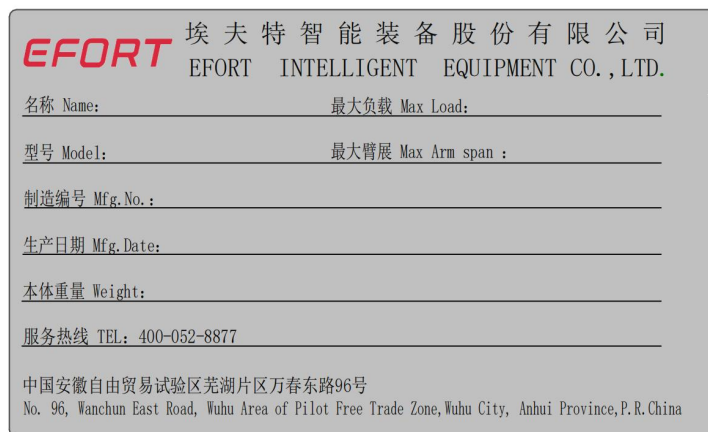 EFORT 埃夫特智能装备股份有限公司
EFORT INTELLIGENT EQUIPMENT CO.,LTD.
名称 Name: 最大负载 Max Load:
型号 Model: 最大臂展 Max Arm span :
制造编号 Mfg.No.:
生产日期 Mfg.Date:
本体重量 Weight:
服务热线 TEL: 400-052-8877
中国安徽自由贸易试验区芜湖片区万春东路96号
No. 96, Wanchun East Road, Wuhu Area of Pilot Free Trade Zone,Wuhu City, Anhui Province,P.R.China